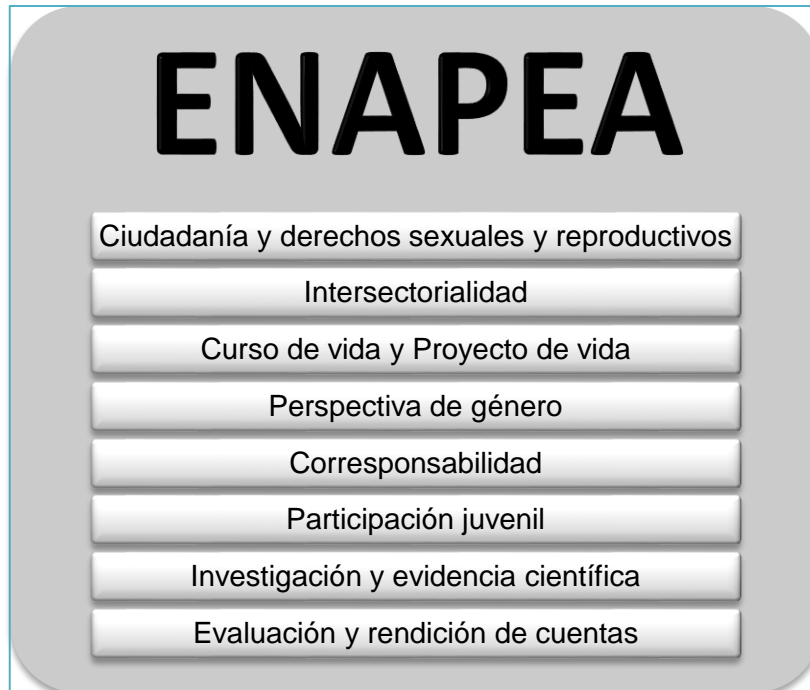 ENAPEA
Ciudadanía y derechos sexuales y reproductivos
Intersectorialidad
Curso de vida y Proyecto de vida
Perspectiva de género
Corresponsabilidad
Participación juvenil
Investigación y evidencia científica
Evaluación y rendición de cuentas